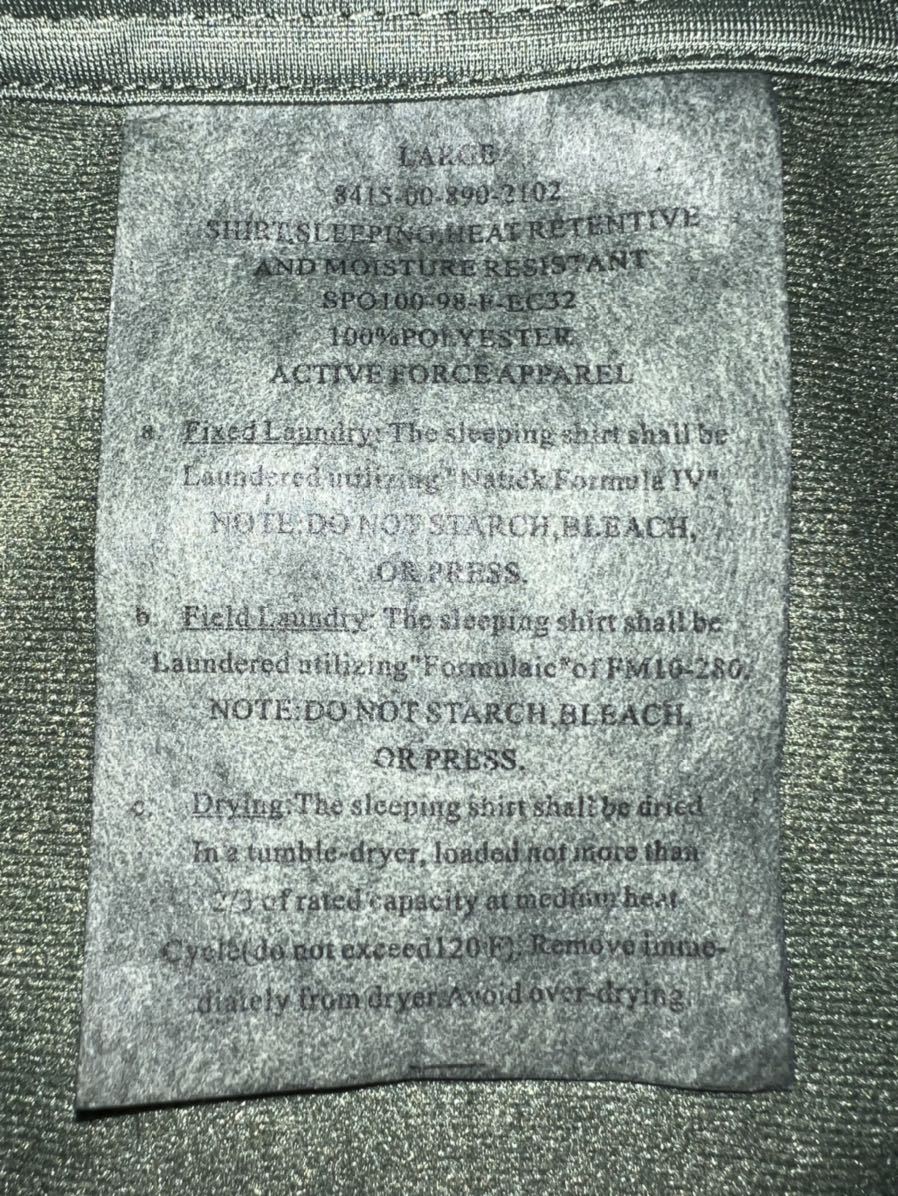 LARGE
8415-00-890-2102
SHIRT,SLEEPING,HEAT RETENTIVE
AND MOISTURE RESISTANT
SPO100-98-F-EC32
100%POLYESTER
ACTIVE FORCE APPAREL
a. Fixed Laundry: The sleeping shirt shall be
Laundered utilizing "Natick Formula IV".
NOTE:DO NOT STARCH,BLEACH,
OR PRESS.
b. Field Laundry: The sleeping shirt shall be
Laundered utilizing"Formulaic"of FM10-280.
NOTE:DO NOT STARCH,BLEACH,
OR PRESS.
c. Drying:The sleeping shirt shall be dried
In a tumble-dryer, loaded not more than
2/3 of rated capacity at medium heat
Cycle(do not exceed120 F). Remove imme-
diately from dryer.Avoid over-drying.